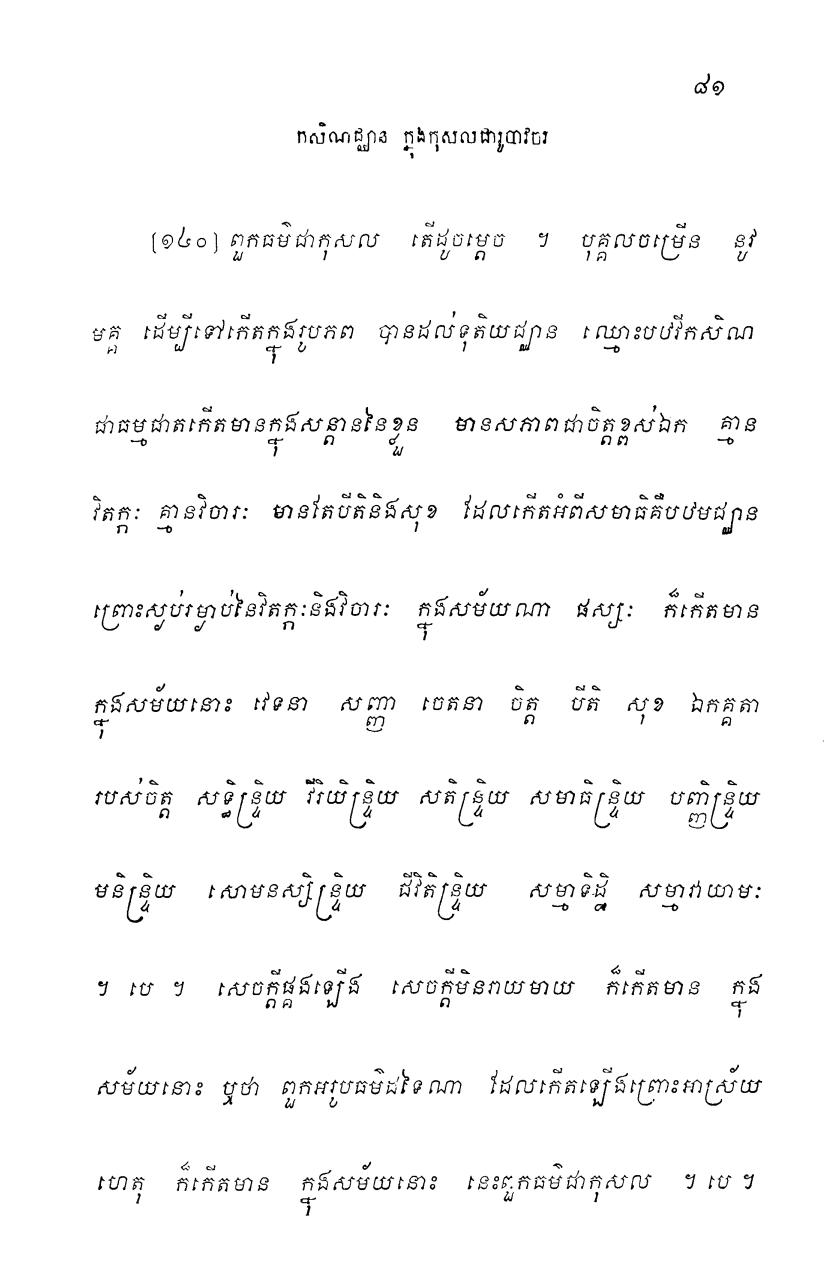 ៨១
កសិណជ្ឈាន ក្នុងកុសលជារូបាវចរ
[១៤០] ពួកធម៌ជាកុសល តើដូចម្តេច ។ បុគ្គលចម្រើន នូវ
មគ្គ ដើម្បីទៅកើតក្នុងរូបភព បានដល់ទុតិយជ្ឈាន ឈ្មោះបឋវីកសិណ
ជាធម្មជាតកើតមានក្នុងសន្តាននៃខ្លួន មានសភាពជាចិត្តខ្ពស់ឯក គ្មាន
វិតក្កៈ គ្មានវិចារៈ មានតែបីតិនិងសុខ ដែលកើតអំពីសមាធិគឺបឋមជ្ឈាន
ព្រោះស្ងប់រម្ងាប់នៃវិតក្កៈនិងវិចារៈ ក្នុងសម័យណា ផស្សៈ ក៏កើតមាន
ក្នុងសម័យនោះ វេទនា សញ្ញា ចេតនា ចិត្ត បីតិ សុខ ឯកគ្គតា
របស់ចិត្ត សទ្ធិន្ទ្រិយ វីរិយិន្ទ្រិយ សតិន្ទ្រិយ សមាធិន្ទ្រិយ បញ្ញិន្ទ្រិយ
មនិន្ទ្រិយ សោមនស្សិន្ទ្រិយ ជីវិតិន្ទ្រិយ សម្មាទិដ្ឋិ សម្មាវាយាមៈ
។ បេ ។ សេចក្តីផ្គងឡើង សេចក្តីមិនរាយមាយ ក៏កើតមាន ក្នុង
សម័យនោះ ឬថា ពួកអរូបធម៌ដទៃណា ដែលកើតឡើងព្រោះអាស្រ័យ
ហេតុ ក៏កើតមាន ក្នុងសម័យនោះ នេះពួកធម៌ជាកុសល ។ បេ ។